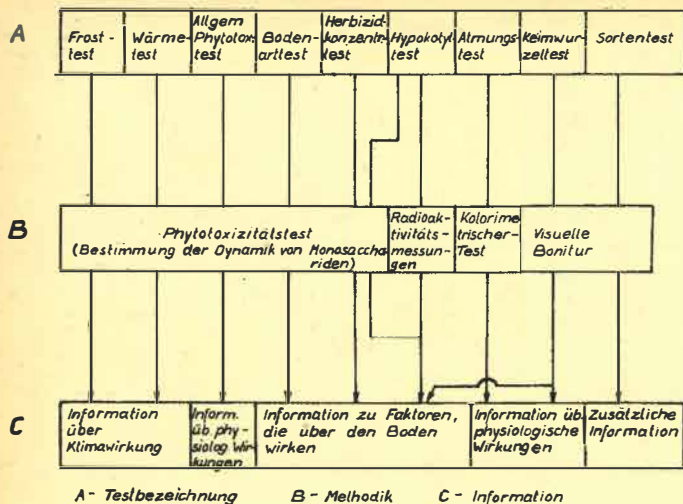 A
Frost-
test
Wärme-
test
Allgem
Phytotox
test
Boden-
arttest
Herbizid
konzentr
test
Hypokotyl
test
Atmungs
test
Keimwur
zeltest
Sortentest
B
Phytotoxizitätstest
(Bestimmung der Dynamik von Monosaccha
riden)
Radioak
tivitäts-
messun-
gen
Kolorime
trischer-
Test
Visuelle
Bonitur
C
Information
über
Klimawirkung
Inform.
üb phy-
siolog Wir-
kungen
Information zu Faktoren,
die über den Boden
wirken
Information üb.
physiologische
Wirkungen
Zusätzliche
Information
A - Testbezeichnung B - Methodik C - Information